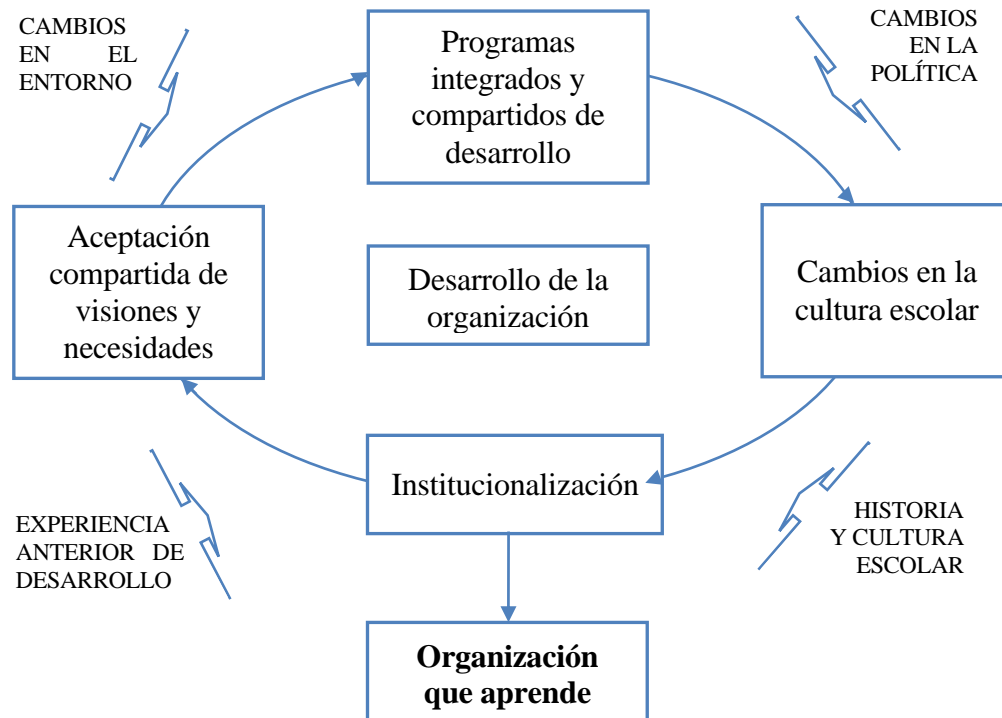 CAMBIOS
EN EL
ENTORNO
Programas
integrados y
compartidos de
desarrollo
CAMBIOS
EN LA
POLÍTICA
Aceptación
compartida de
visiones y
necesidades
Desarrollo de la
organización
Cambios en la
cultura escolar
Institucionalización
EXPERIENCIA
ANTERIOR DE
DESARROLLO
HISTORIA
Y CULTURA
ESCOLAR
Organización
que aprende